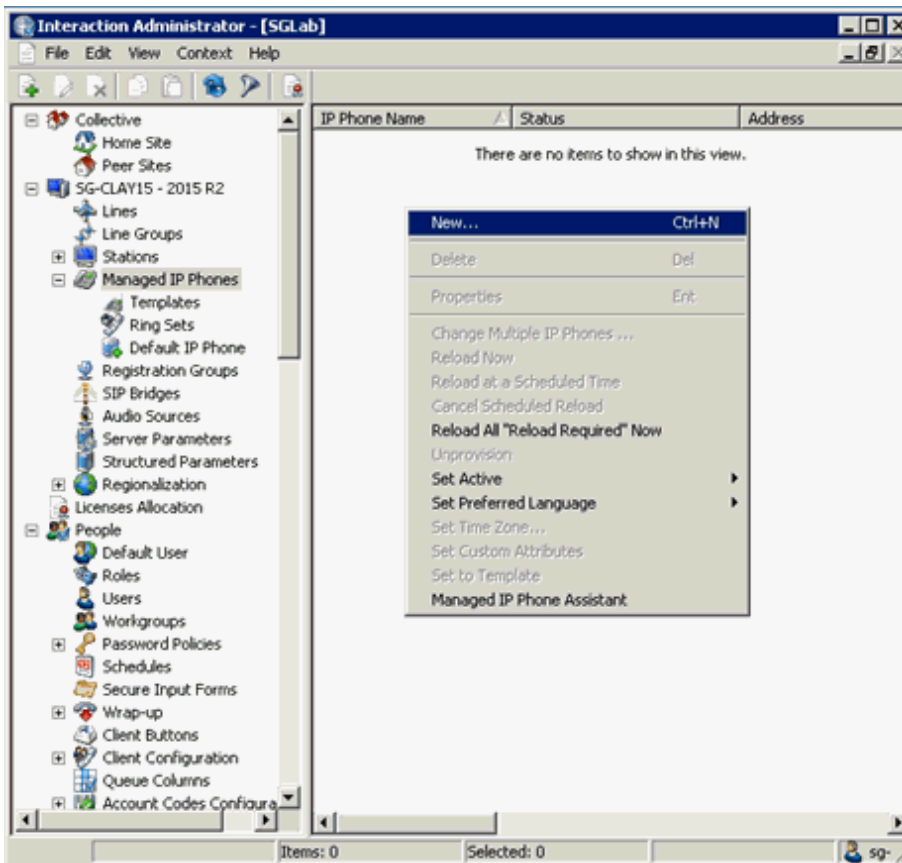 Interaction Administrator - [SGLab]
File Edit View Context Help
Collective
Home Site
Peer Sites
SG-CLAY15 - 2015 R2
Lines
Line Groups
Stations
Managed IP Phones
Templates
Ring Sets
Default IP Phone
Registration Groups
SIP Bridges
Audio Sources
Server Parameters
Structured Parameters
Regionalization
Licenses Allocation
People
Default User
Roles
Users
Workgroups
Password Policies
Schedules
Secure Input Forms
Wrap-up
Client Buttons
Client Configuration
Queue Columns
Account Codes Configura
IP Phone Name Status Address
There are no items to show in this view.
New... Ctrl+N
Delete Del
Properties Ent
Change Multiple IP Phones ...
Reload Now
Reload at a Scheduled Time
Cancel Scheduled Reload
Reload All "Reload Required" Now
Unprovision
Set Active
Set Preferred Language
Set Time Zone...
Set Custom Attributes
Set to Template
Managed IP Phone Assistant
Items: 0 Selected: 0 sg-